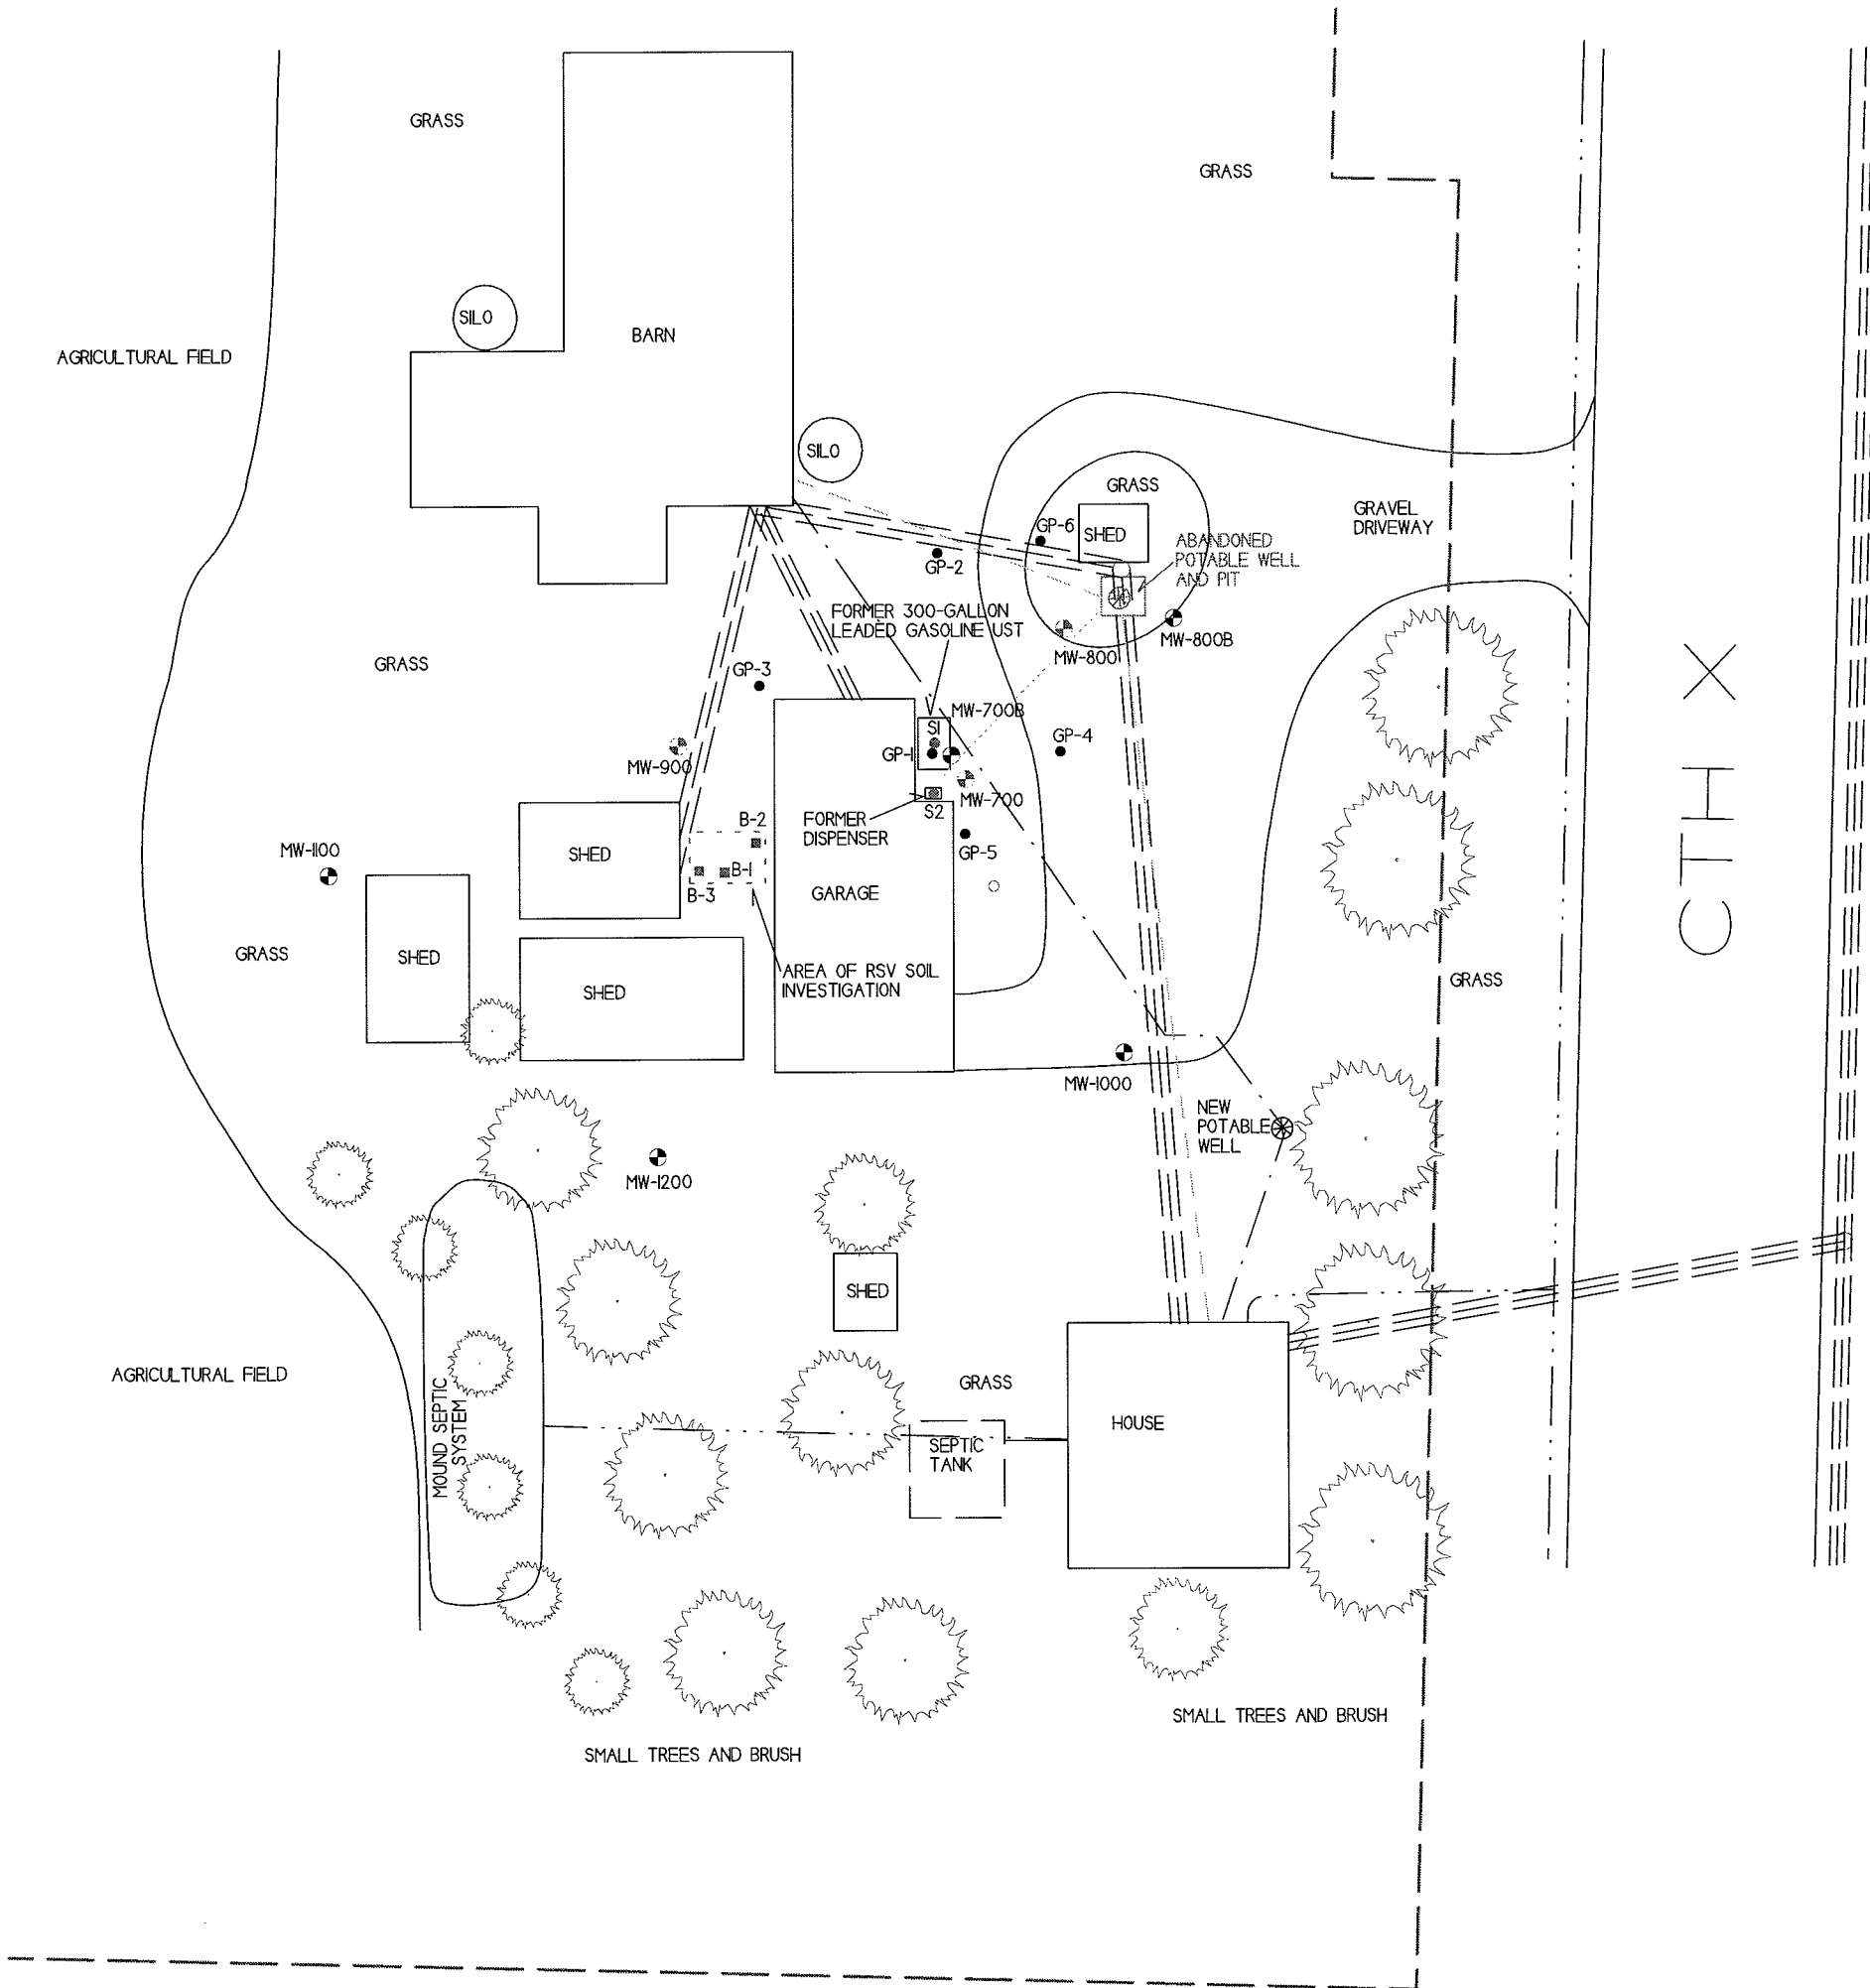 GRASS
GRASS
SILO
BARN
AGRICULTURAL FIELD
SILO
GRASS
GRAVEL
DRIVEWAY
GP-6
SHED
ABANDONED
POTABLE WELL
AND PIT
GP-2
FORMER 300-GALLON
LEADED GASOLINE UST
MW-800B
MW-800
GRASS
GP-3
MW-700B
S1
GP-1
GP-4
MW-900
MW-700
S2
FORMER
DISPENSER
B-2
GP-5
MW-1100
SHED
B-1
B-3
GARAGE
CTH X
GRASS
SHED
AREA OF RSV SOIL
INVESTIGATION
GRASS
SHED
MW-1000
NEW
POTABLE
WELL
MW-1200
SHED
AGRICULTURAL FIELD
GRASS
MOUND SEPTIC
SYSTEM
HOUSE
SEPTIC
TANK
SMALL TREES AND BRUSH
SMALL TREES AND BRUSH